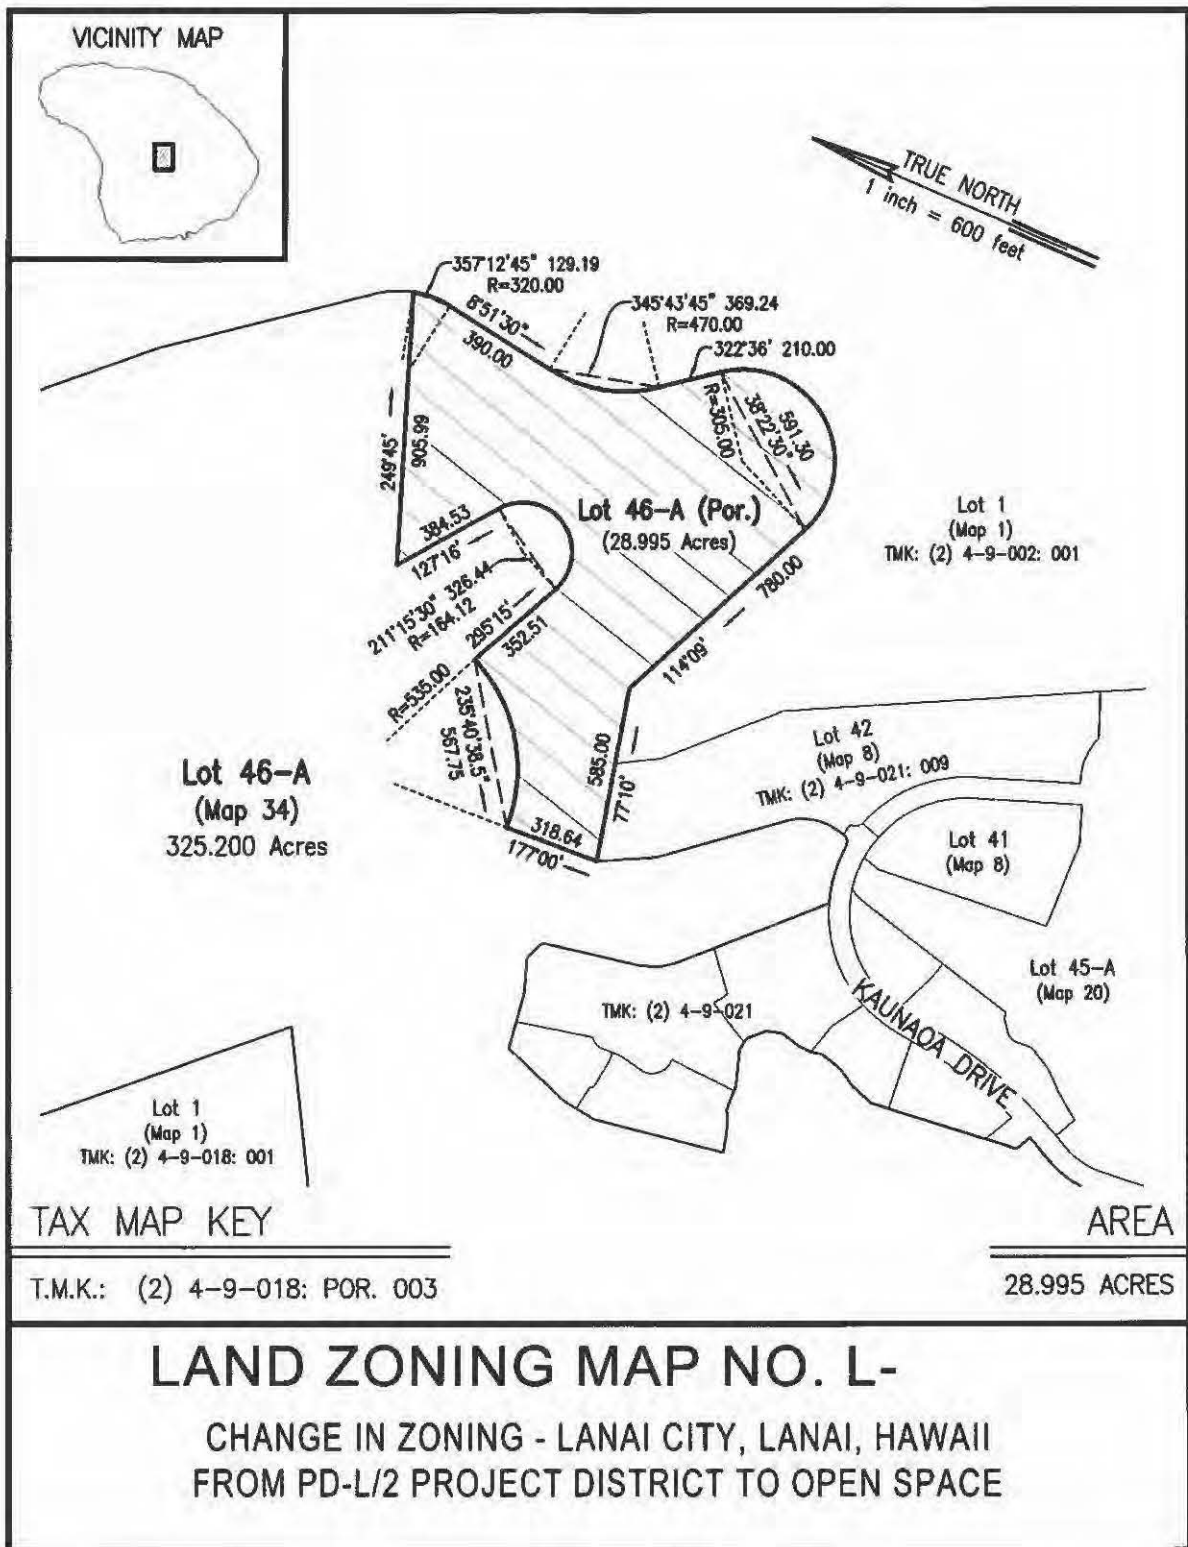 VICINITY MAP
TRUE NORTH
1 inch = 600 feet
357°12'45" 129.19
R=320.00
8°51'30"
390.00
345°43'45" 369.24
R=470.00
322°36' 210.00
R=305.00
38°22'30"
591.30
249°45'
905.99
384.53
127°16'
Lot 46-A (Por.)
(28.995 Acres)
Lot 1
(Map 1)
TMK: (2) 4-9-002: 001
780.00
114°09'
211°15'30" 326.44
R=164.12
295°15'
352.51
R=535.00
235°40'38.5"
567.75
585.00
77°10'
318.64
177°00'
Lot 46-A
(Map 34)
325.200 Acres
Lot 42
(Map 8)
TMK: (2) 4-9-021: 009
Lot 41
(Map 8)
Lot 45-A
(Map 20)
TMK: (2) 4-9-021
KAUNAOA DRIVE
Lot 1
(Map 1)
TMK: (2) 4-9-018: 001
TAX MAP KEY
AREA
T.M.K.: (2) 4-9-018: POR. 003
28.995 ACRES
LAND ZONING MAP NO. L-
CHANGE IN ZONING - LANAI CITY, LANAI, HAWAII
FROM PD-L/2 PROJECT DISTRICT TO OPEN SPACE